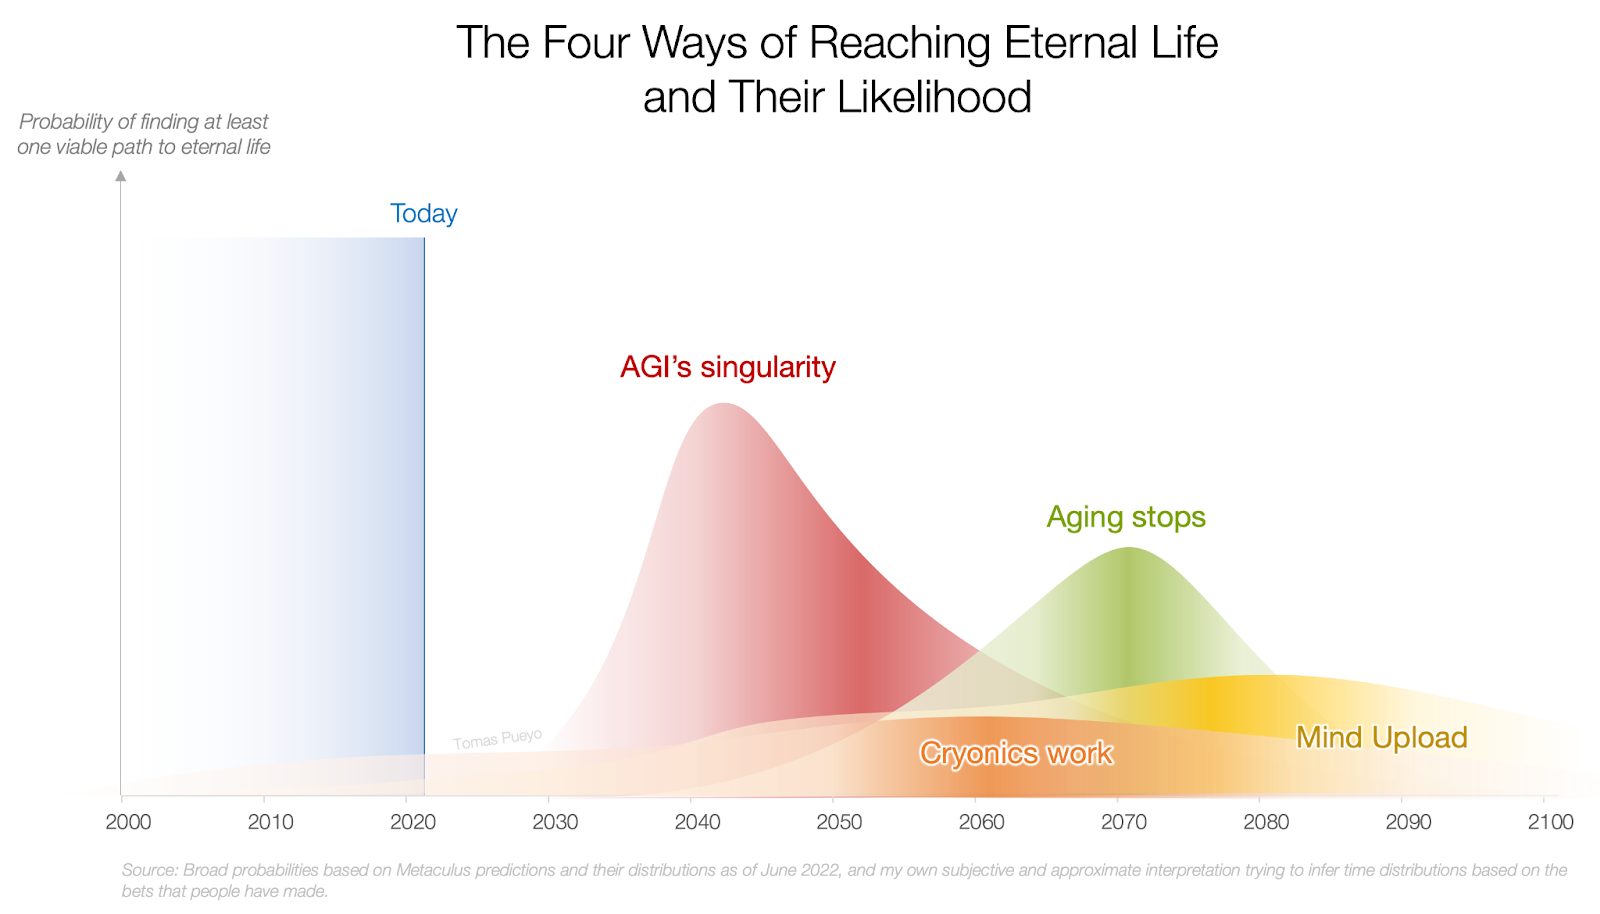 The Four Ways of Reaching Eternal Life
and Their Likelihood
Probability of finding at least
one viable path to eternal life
Today
AGI’s singularity
Aging stops
Tomas Pueyo
Cryonics work
Mind Upload
2000 2010 2020 2030 2040 2050 2060 2070 2080 2090 2100
Source: Broad probabilities based on Metaculus predictions and their distributions as of June 2022, and my own subjective and approximate interpretation trying to infer time distributions based on the
bets that people have made.